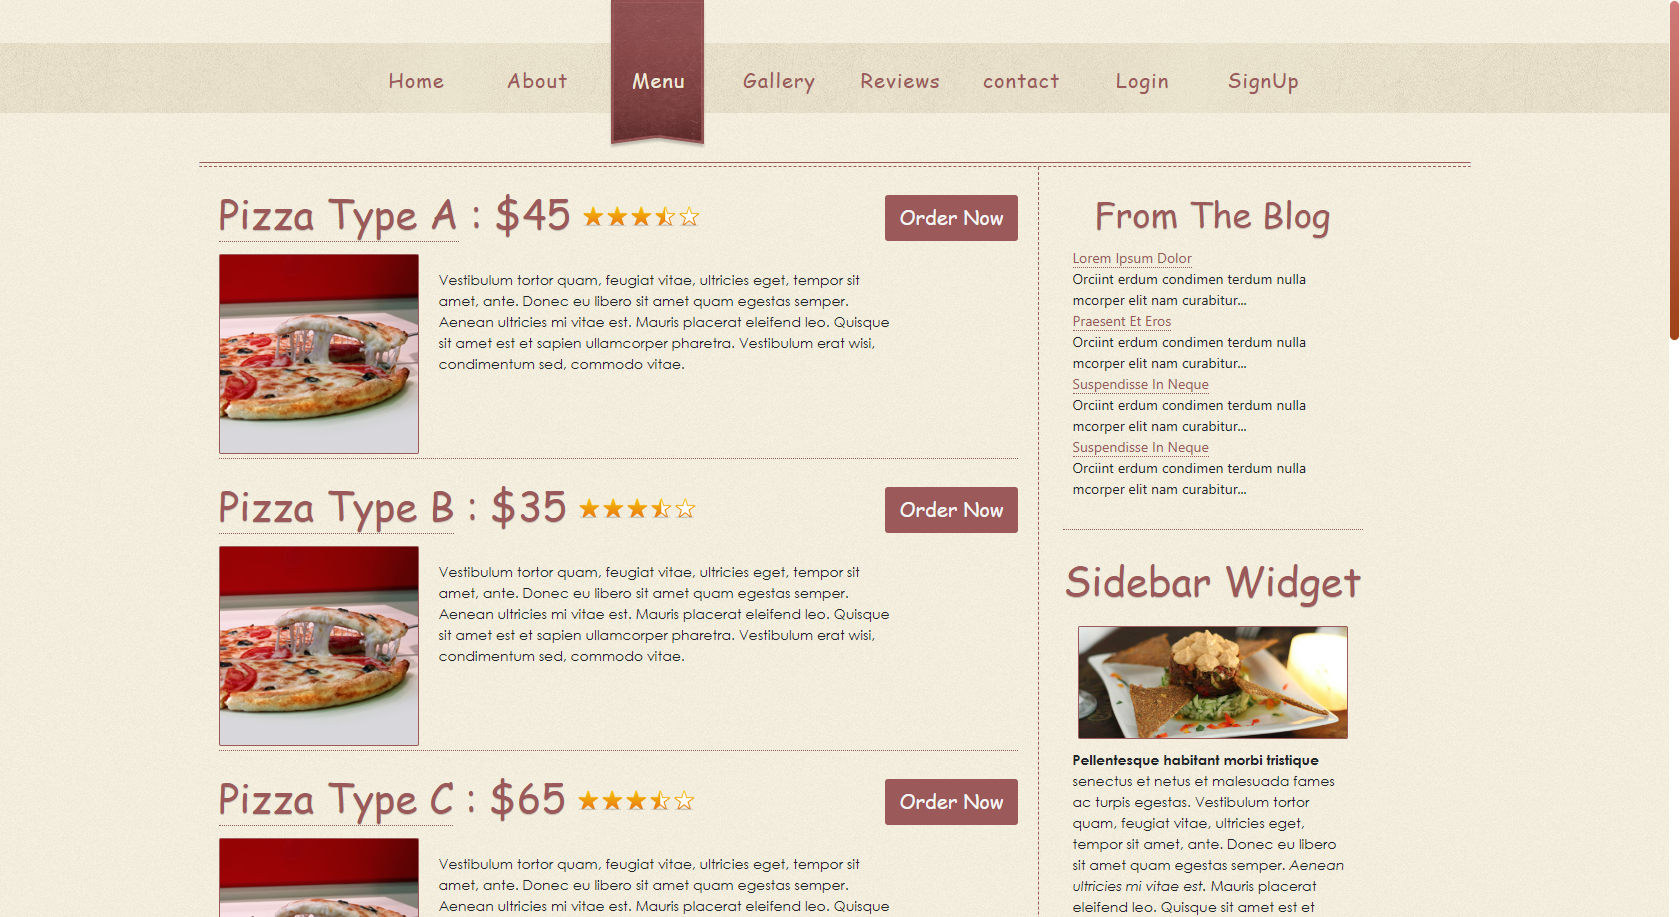 Home About Menu Gallery Reviews contact Login SignUp
Pizza Type A : $45
Order Now
Vestibulum tortor quam, feugiat vitae, ultricies eget, tempor sit
amet, ante. Donec eu libero sit amet quam egestas semper.
Aenean ultricies mi vitae est. Mauris placerat eleifend leo. Quisque
sit amet est et sapien ullamcorper pharetra. Vestibulum erat wisi,
condimentum sed, commodo vitae.
Pizza Type B : $35
Order Now
Vestibulum tortor quam, feugiat vitae, ultricies eget, tempor sit
amet, ante. Donec eu libero sit amet quam egestas semper.
Aenean ultricies mi vitae est. Mauris placerat eleifend leo. Quisque
sit amet est et sapien ullamcorper pharetra. Vestibulum erat wisi,
condimentum sed, commodo vitae.
Pizza Type C : $65
Order Now
Vestibulum tortor quam, feugiat vitae, ultricies eget, tempor sit
amet, ante. Donec eu libero sit amet quam egestas semper.
Aenean ultricies mi vitae est. Mauris placerat eleifend leo. Quisque
From The Blog
Lorem Ipsum Dolor
Orciint erdum condimen terdum nulla
mcorper elit nam curabitur...
Praesent Et Eros
Orciint erdum condimen terdum nulla
mcorper elit nam curabitur...
Suspendisse In Neque
Orciint erdum condimen terdum nulla
mcorper elit nam curabitur...
Suspendisse In Neque
Orciint erdum condimen terdum nulla
mcorper elit nam curabitur...
Sidebar Widget
Pellentesque habitant morbi tristique
senectus et netus et malesuada fames
ac turpis egestas. Vestibulum tortor
quam, feugiat vitae, ultricies eget,
tempor sit amet, ante. Donec eu libero
sit amet quam egestas semper. Aenean
ultricies mi vitae est. Mauris placerat
eleifend leo. Quisque sit amet est et